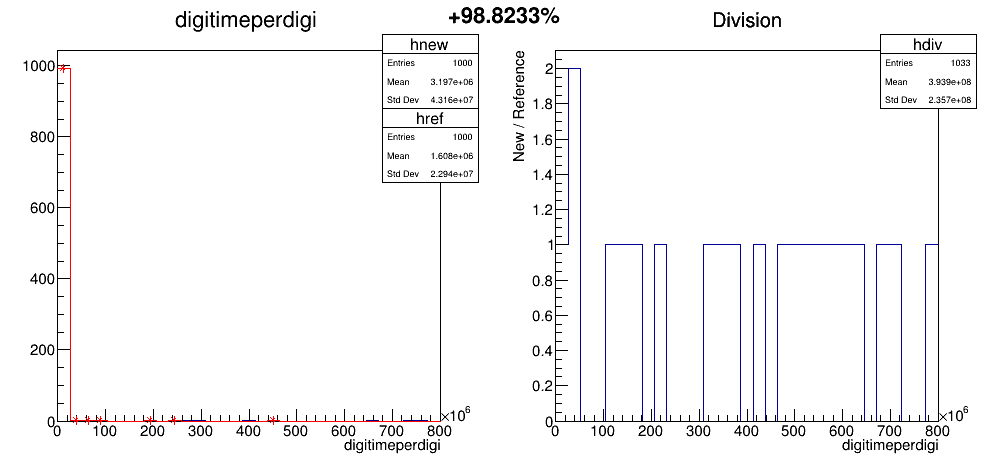 +98.8233%
digitimeperdigi
hnew
Entries 1000
Mean 3.197e+06
Std Dev 4.316e+07
href
Entries 1000
Mean 1.608e+06
Std Dev 2.294e+07
1000
800
600
400
200
0
0 100 200 300 400 500 600 700 800
×10⁶
digitimeperdigi
Division
hdiv
Entries 1033
Mean 3.939e+08
Std Dev 2.357e+08
New / Reference
2
1.8
1.6
1.4
1.2
1
0.8
0.6
0.4
0.2
0
0 100 200 300 400 500 600 700 800
×10⁶
digitimeperdigi